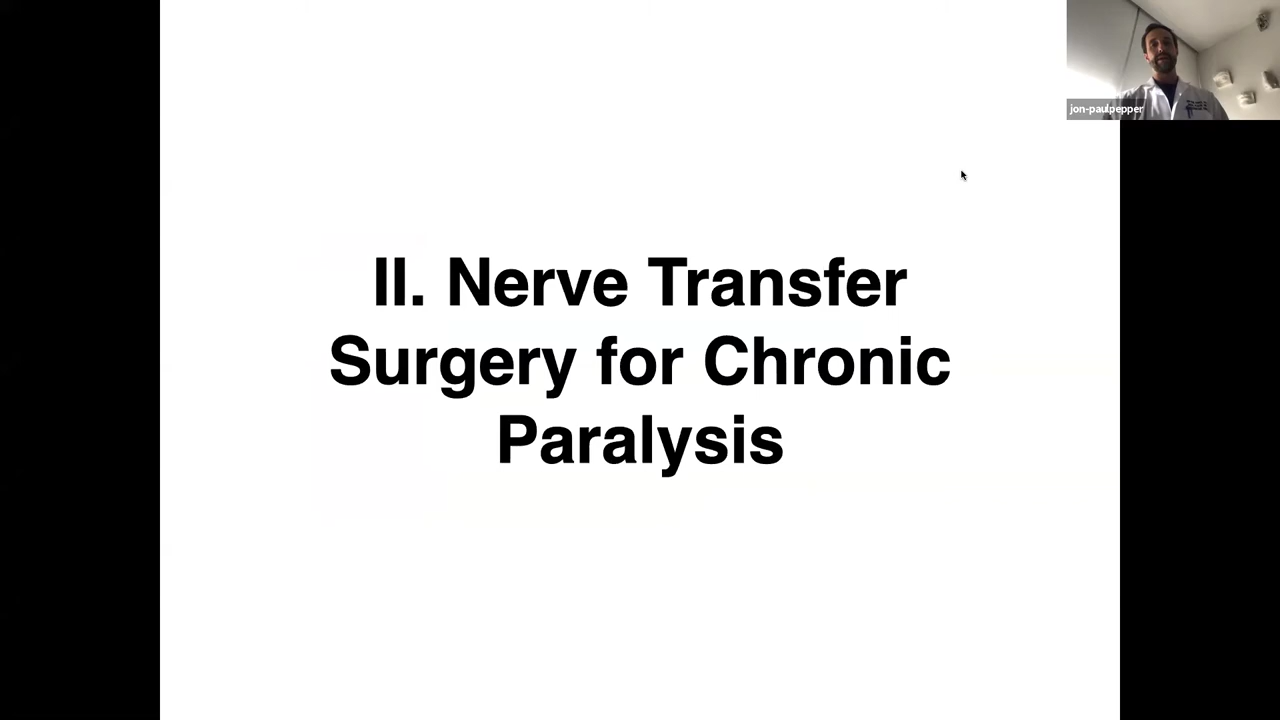 jon-paulpepper
II. Nerve Transfer
Surgery for Chronic
Paralysis